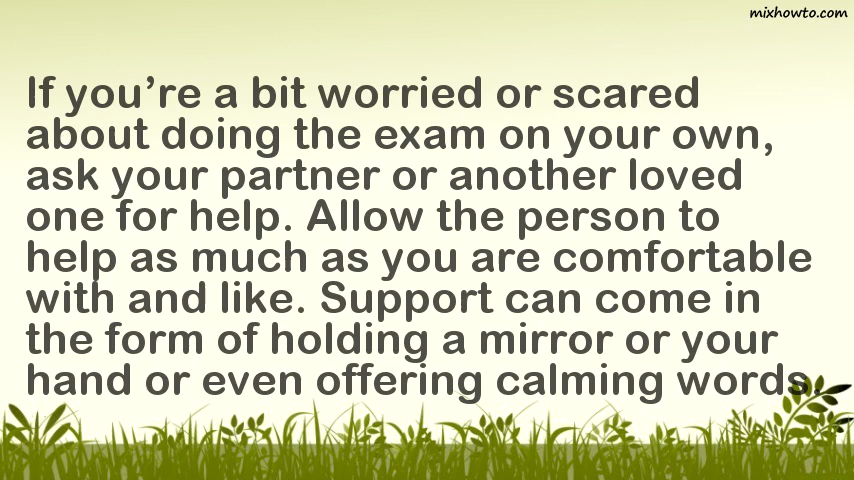 mixhowto.com
If you’re a bit worried or scared
about doing the exam on your own,
ask your partner or another loved
one for help. Allow the person to
help as much as you are comfortable
with and like. Support can come in
the form of holding a mirror or your
hand or even offering calming words.